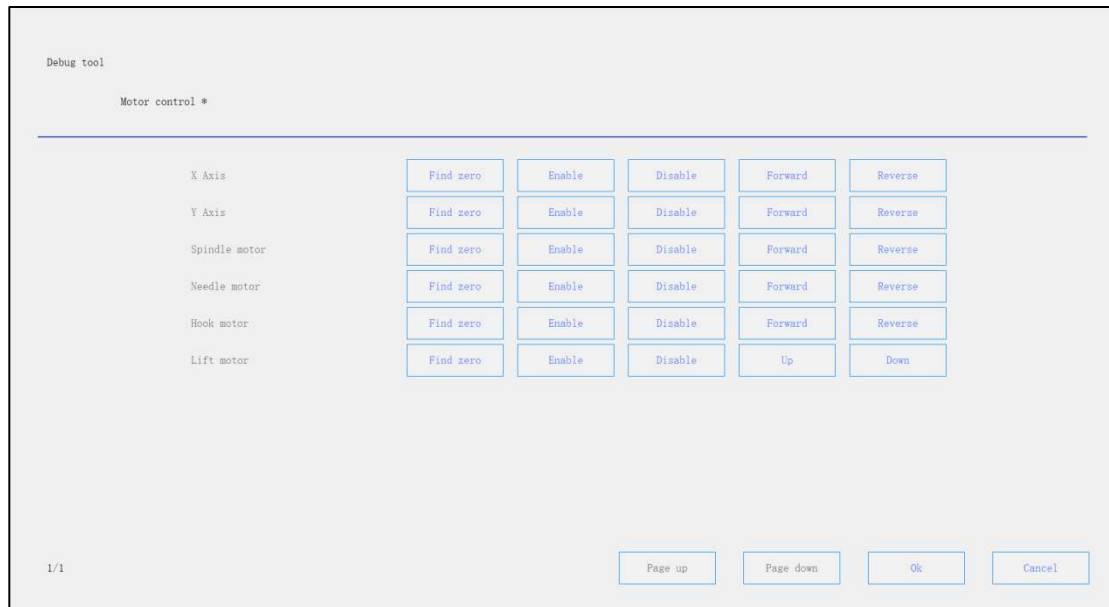 Debug tool
Motor control *
X Axis Find zero Enable Disable Forward Reverse
Y Axis Find zero Enable Disable Forward Reverse
Spindle motor Find zero Enable Disable Forward Reverse
Needle motor Find zero Enable Disable Forward Reverse
Hook motor Find zero Enable Disable Forward Reverse
Lift motor Find zero Enable Disable Up Down
1/1 Page up Page down Ok Cancel